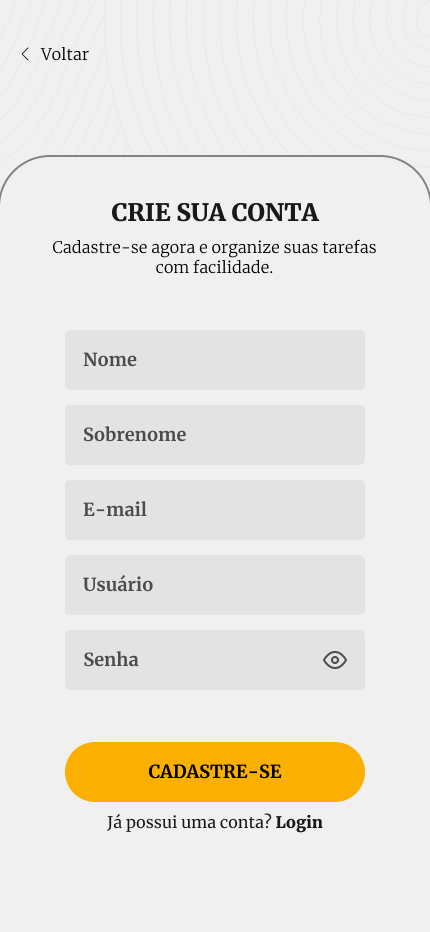 Voltar
CRIE SUA CONTA
Cadastre-se agora e organize suas tarefas
com facilidade.
Nome
Sobrenome
E-mail
Usuário
Senha
CADASTRE-SE
Já possui uma conta? Login